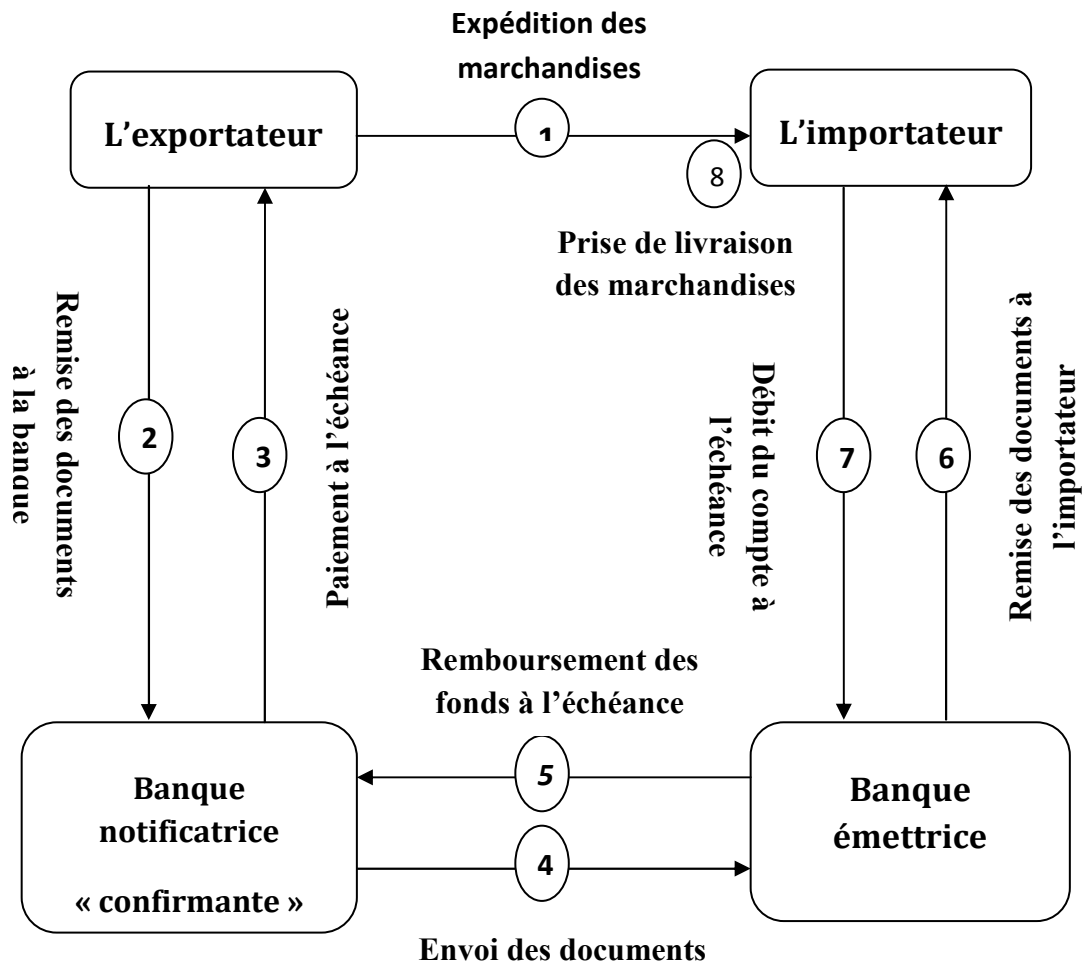 Expédition des
marchandises
L’exportateur
1
L’importateur
8
Prise de livraison
des marchandises
Remise des documents
à la banque
2
3
Paiement à l’échéance
Débit du compte à
l’échéance
7
6
Remise des documents à
l’importateur
Remboursement des
fonds à l’échéance
Banque
notificatrice
« confirmante »
5
4
Banque
émettrice
Envoi des documents